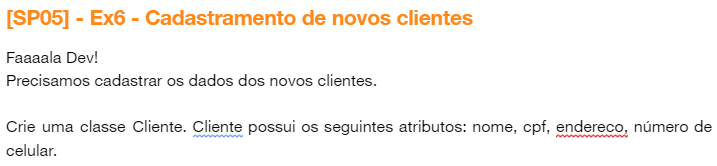 [SP05] - Ex6 - Cadastramento de novos clientes
Faaaala Dev!
Precisamos cadastrar os dados dos novos clientes.
Crie uma classe Cliente. Cliente possui os seguintes atributos: nome, cpf, endereco, número de
celular.